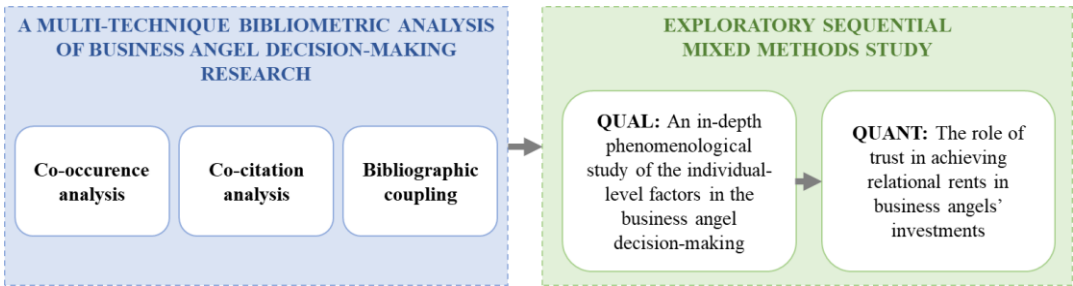 A MULTI-TECHNIQUE BIBLIOMETRIC ANALYSIS
OF BUSINESS ANGEL DECISION-MAKING
RESEARCH
Co-occurence
analysis
Co-citation
analysis
Bibliographic
coupling
EXPLORATORY SEQUENTIAL
MIXED METHODS STUDY
QUAL: An in-depth
phenomenological
study of the individual-
level factors in the
business angel
decision-making
QUANT: The role of
trust in achieving
relational rents in
business angels’
investments